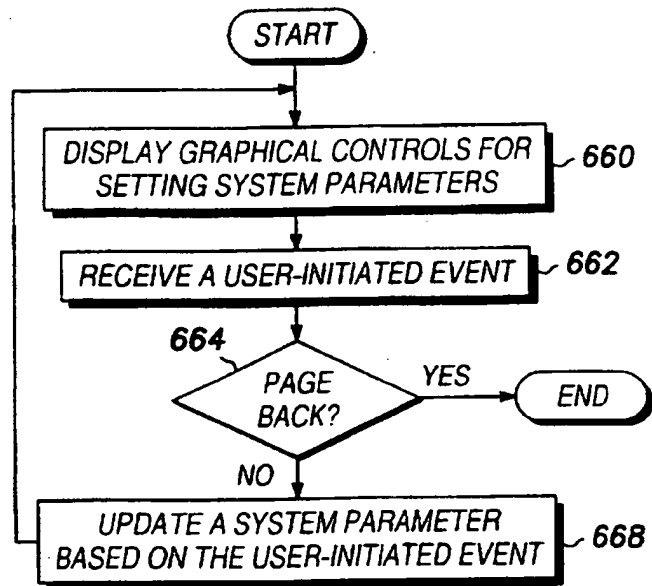 START
DISPLAY GRAPHICAL CONTROLS FOR
SETTING SYSTEM PARAMETERS
660
RECEIVE A USER-INITIATED EVENT
662
664
PAGE
BACK?
YES
END
NO
UPDATE A SYSTEM PARAMETER
BASED ON THE USER-INITIATED EVENT
668